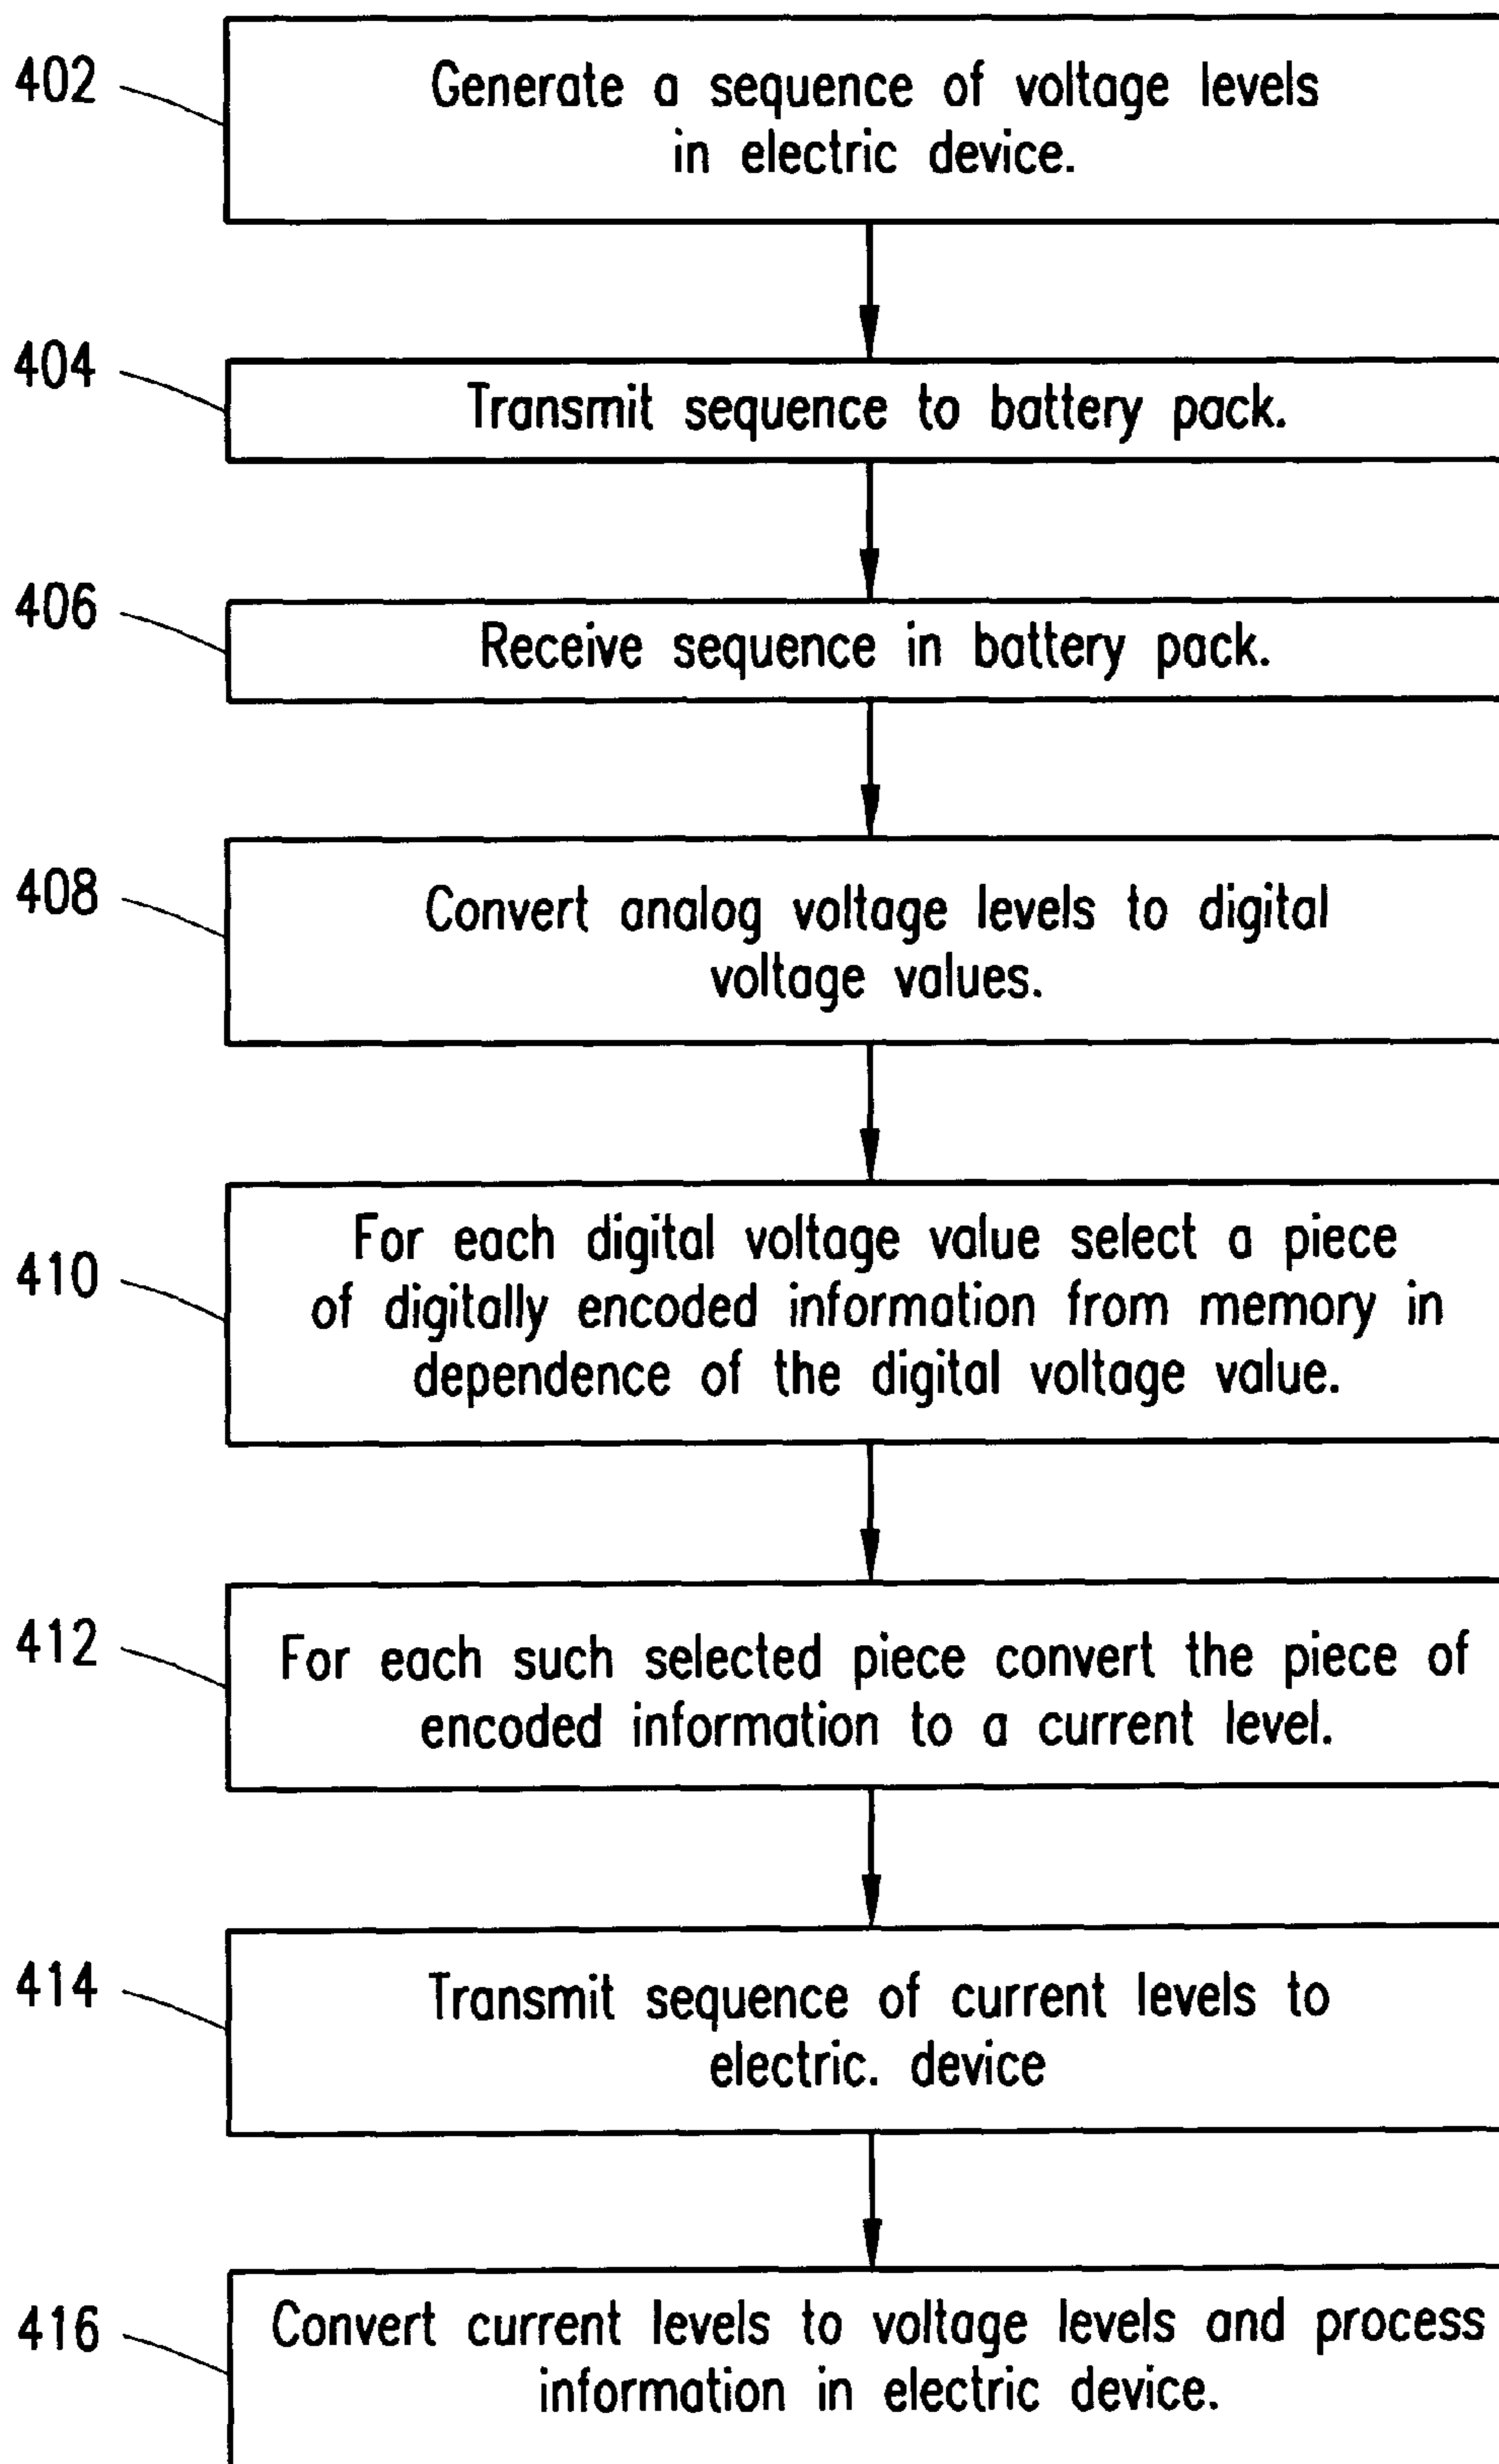 402
Generate a sequence of voltage levels
in electric device.
404
Transmit sequence to battery pack.
406
Receive sequence in battery pack.
408
Convert analog voltage levels to digital
voltage values.
410
For each digital voltage value select a piece
of digitally encoded information from memory in
dependence of the digital voltage value.
412
For each such selected piece convert the piece of
encoded information to a current level.
414
Transmit sequence of current levels to
electric. device
416
Convert current levels to voltage levels and process
information in electric device.